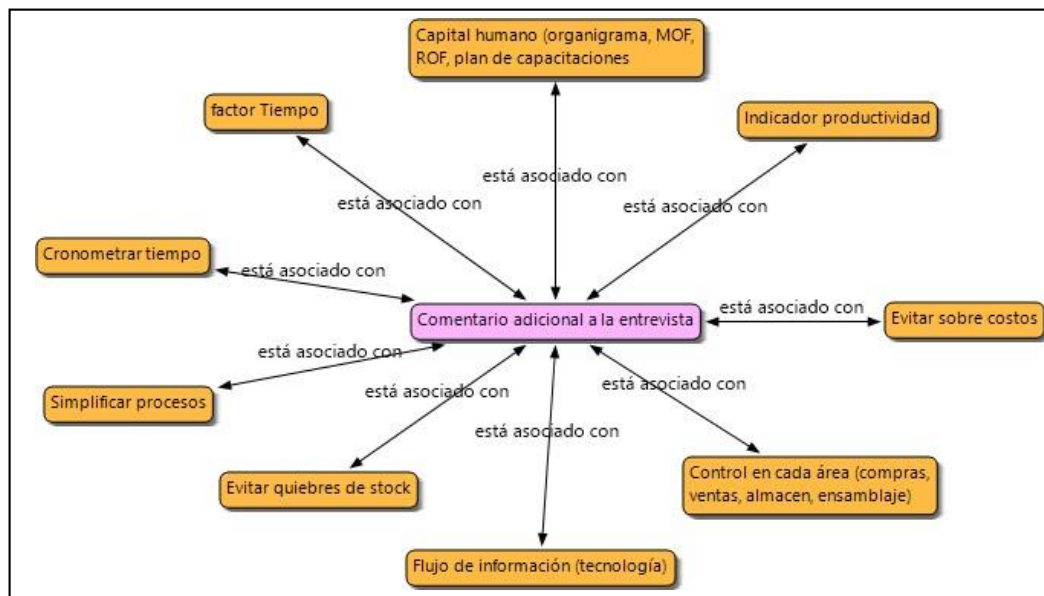 Capital humano (organigrama, MOF,
ROF, plan de capacitaciones
factor Tiempo
Indicador productividad
está asociado con
está asociado con
está asociado con
Cronometrar tiempo
está asociado con
Comentario adicional a la entrevista
está asociado con
Evitar sobre costos
está asociado con
Simplificar procesos
está asociado con
está asociado con
está asociado con
Control en cada área (compras,
ventas, almacen, ensamblaje)
Evitar quiebres de stock
Flujo de información (tecnología)